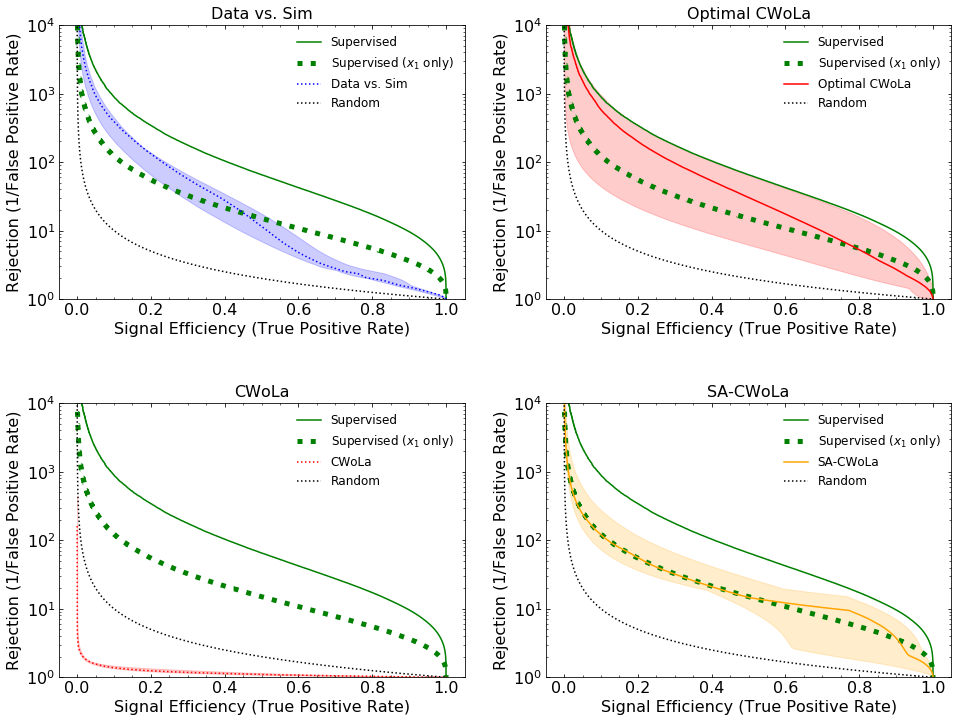 Data vs. Sim
Rejection (1/False Positive Rate)
10^4
10^3
10^2
10^1
10^0
Supervised
Supervised (x_1 only)
Data vs. Sim
Random
0.0 0.2 0.4 0.6 0.8 1.0
Signal Efficiency (True Positive Rate)
Optimal CWoLa
Rejection (1/False Positive Rate)
10^4
10^3
10^2
10^1
10^0
Supervised
Supervised (x_1 only)
Optimal CWoLa
Random
0.0 0.2 0.4 0.6 0.8 1.0
Signal Efficiency (True Positive Rate)
CWoLa
Rejection (1/False Positive Rate)
10^4
10^3
10^2
10^1
10^0
Supervised
Supervised (x_1 only)
CWoLa
Random
0.0 0.2 0.4 0.6 0.8 1.0
Signal Efficiency (True Positive Rate)
SA-CWoLa
Rejection (1/False Positive Rate)
10^4
10^3
10^2
10^1
10^0
Supervised
Supervised (x_1 only)
SA-CWoLa
Random
0.0 0.2 0.4 0.6 0.8 1.0
Signal Efficiency (True Positive Rate)